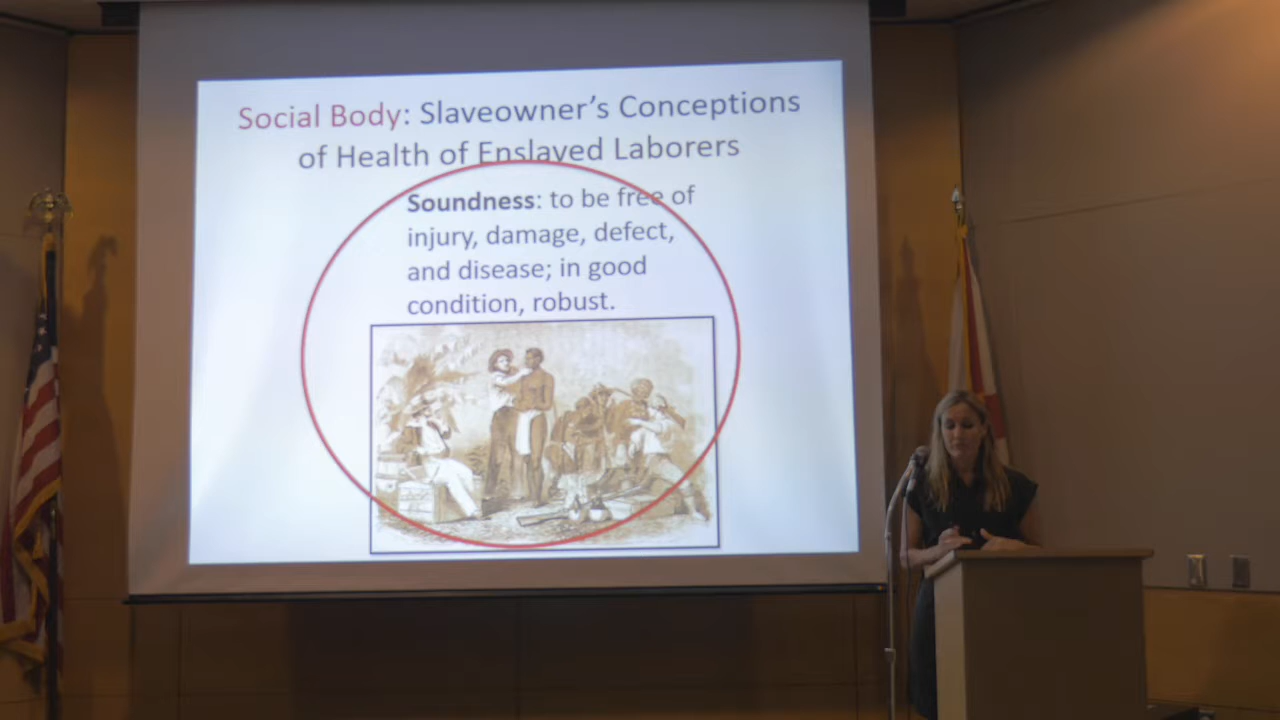 Social Body: Slaveowner’s Conceptions
of Health of Enslaved Laborers
Soundness: to be free of
injury, damage, defect,
and disease; in good
condition, robust.